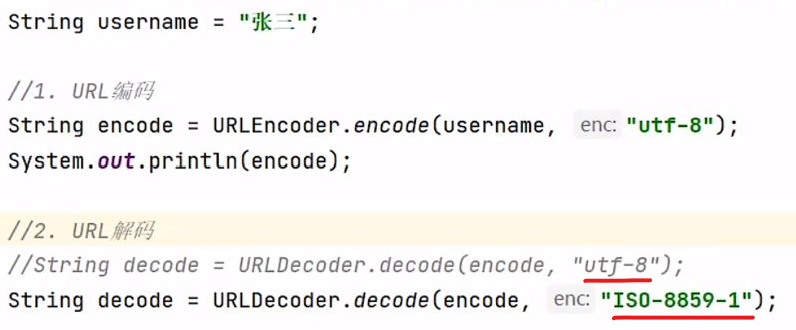 String username = "张三";
//1. URL编码
String encode = URLEncoder.encode(username, enc: "utf-8");
System.out.println(encode);
//2. URL解码
//String decode = URLDecoder.decode(encode, "utf-8");
String decode = URLDecoder.decode(encode, enc: "ISO-8859-1");